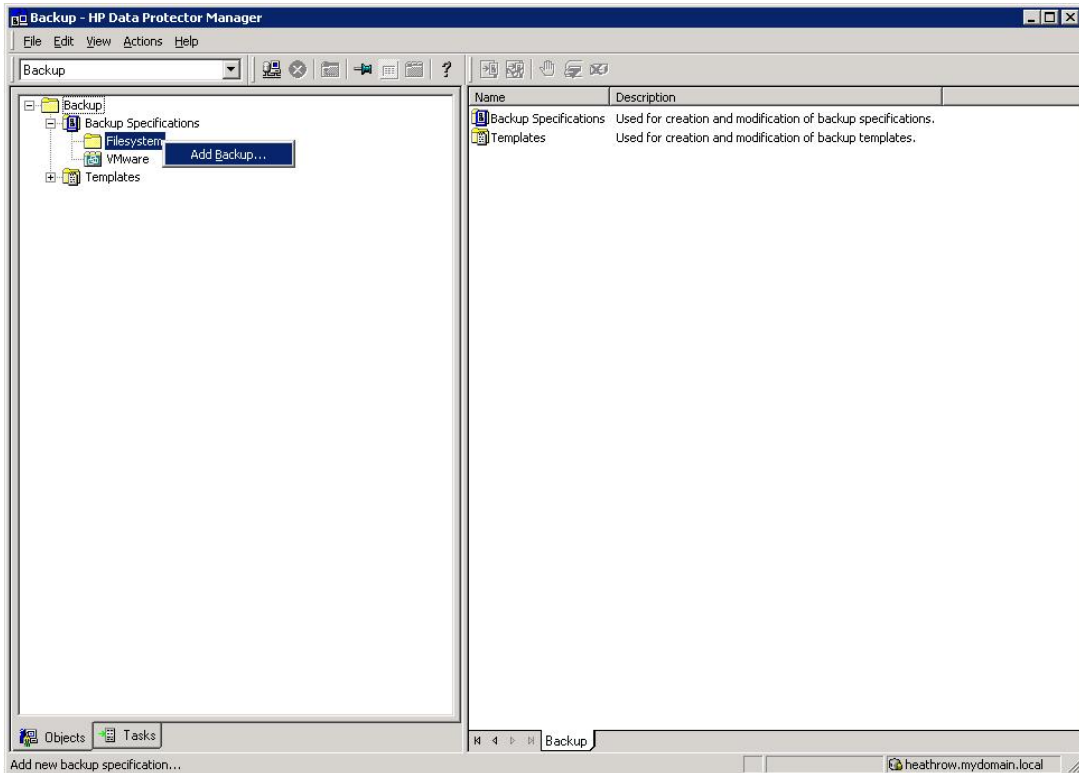 Backup - HP Data Protector Manager
File Edit View Actions Help
Backup
?
Backup
Backup Specifications
Filesystem
Add Backup...
VMware
Templates
Name Description
Backup Specifications Used for creation and modification of backup specifications.
Templates Used for creation and modification of backup templates.
Objects Tasks
Backup
Add new backup specification...
heathrow.mydomain.local